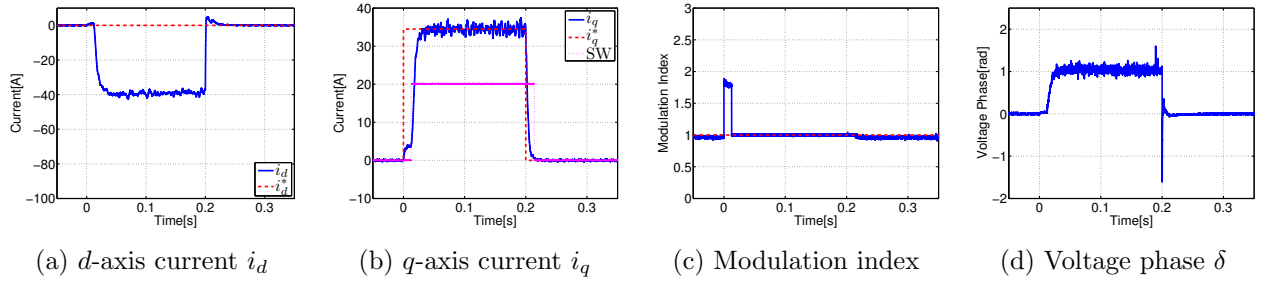 0
−20
−40
−60
−80
−100
Current[A]
0 0.1 0.2 0.3
Time[s]
i_d
i_d^*
(a) d-axis current i_d
40
30
20
10
0
−10
Current[A]
0 0.1 0.2 0.3
Time[s]
i_q
i_q^*
SW
(b) q-axis current i_q
3
2.5
2
1.5
1
0.5
0
Modulation Index
0 0.1 0.2 0.3
Time[s]
(c) Modulation index
2
1
0
−1
−2
Voltage Phase[rad]
0 0.1 0.2 0.3
Time[s]
(d) Voltage phase δ